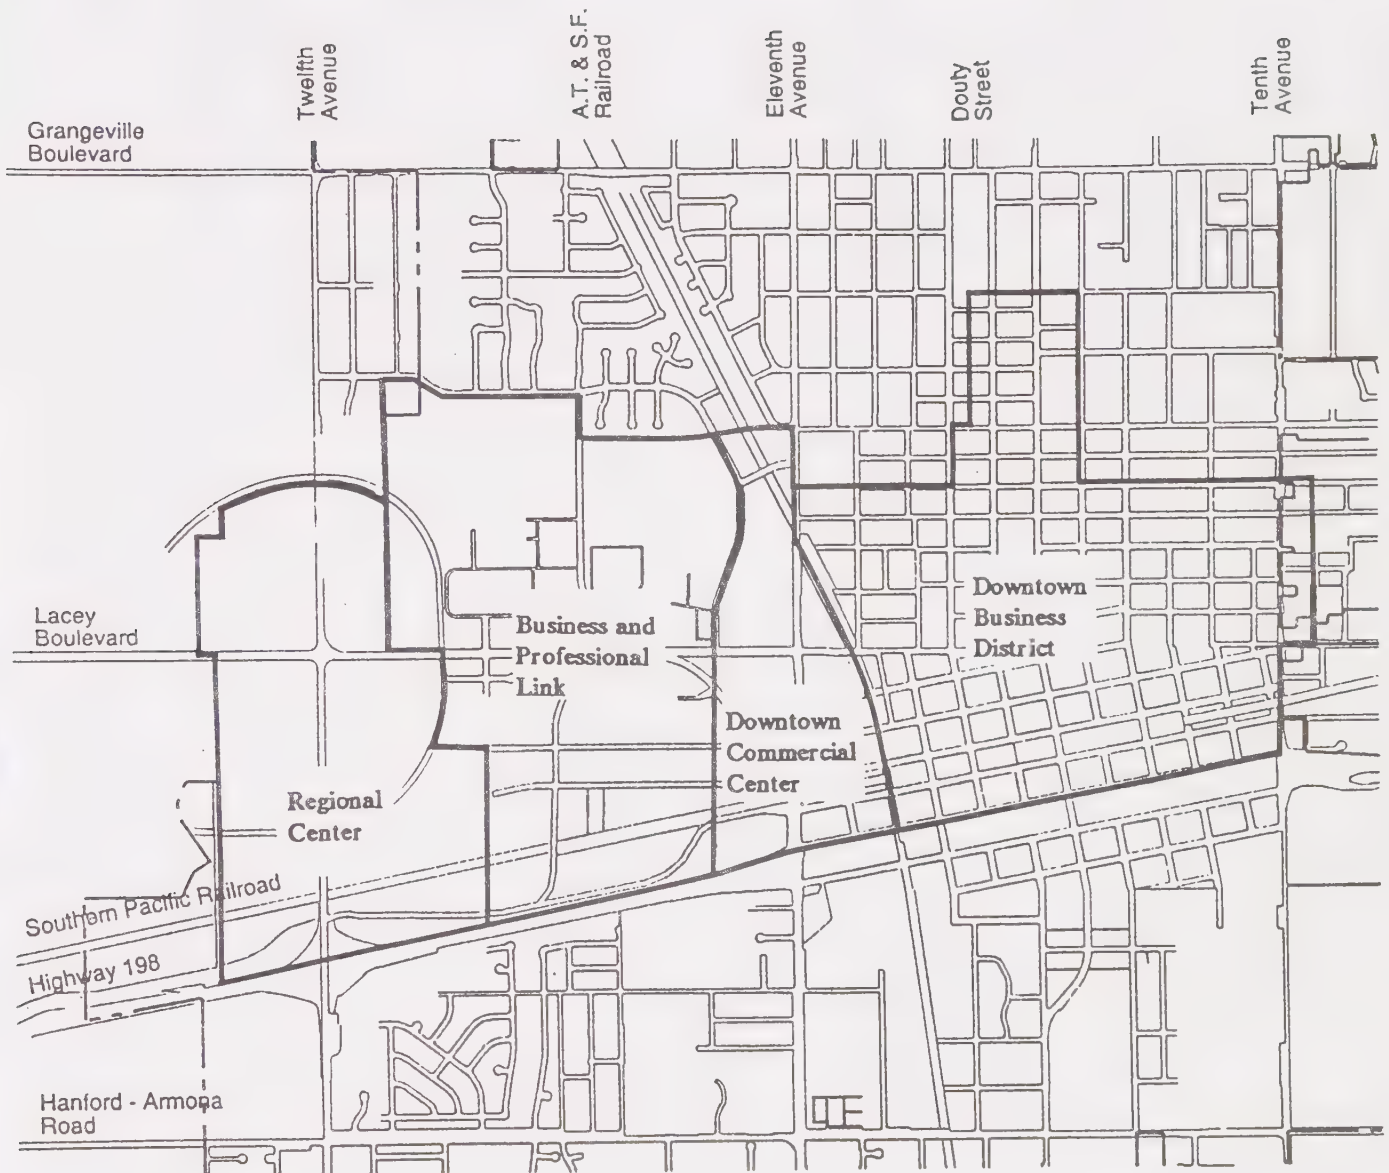 Twelfth
Avenue
A.T. & S.F.
Railroad
Eleventh
Avenue
Douty
Street
Tenth
Avenue
Grangeville
Boulevard
Lacey
Boulevard
Business and
Professional
Link
Downtown
Business
District
Downtown
Commercial
Center
Regional
Center
Southern Pacific Railroad
Highway 198
Hanford - Armona
Road